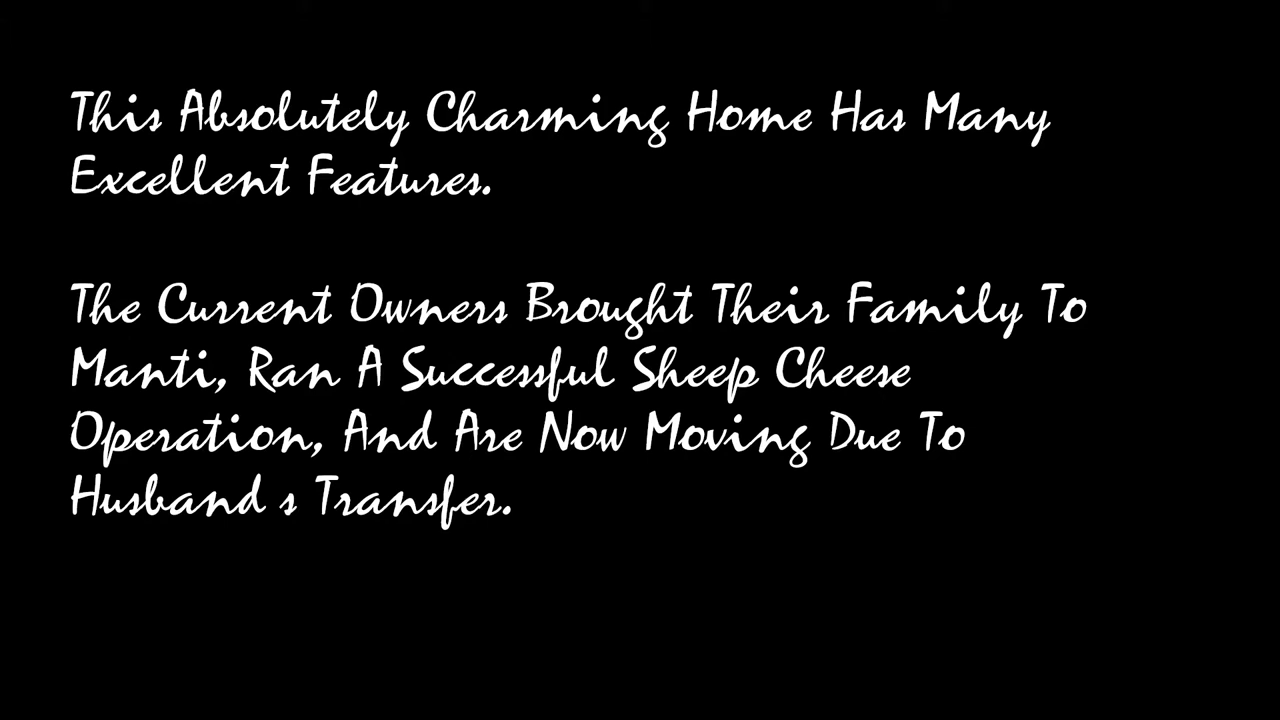 This Absolutely Charming Home Has Many
Excellent Features.
The Current Owners Brought Their Family To
Manti, Ran A Successful Sheep Cheese
Operation, And Are Now Moving Due To
Husband s Transfer.